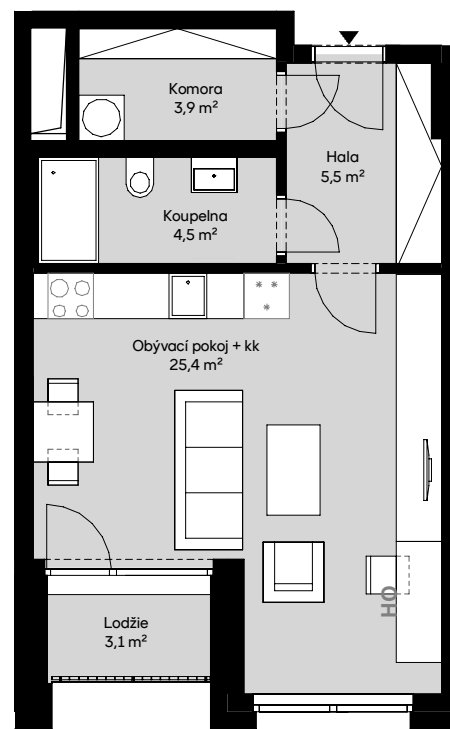 Komora
3,9 m²
Hala
5,5 m²
Koupelna
4,5 m²
Obývací pokoj + kk
25,4 m²
HO
Lodžie
3,1 m²